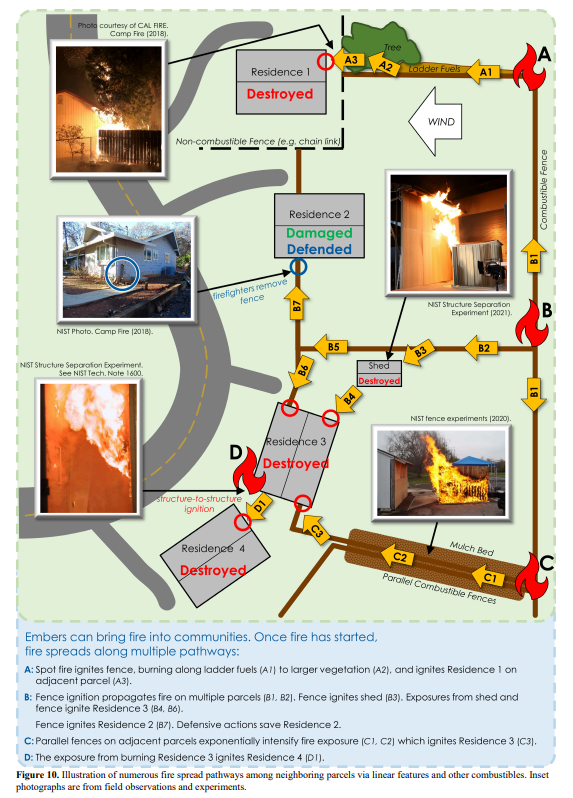 Photo courtesy of CAL FIRE.
Camp Fire (2018).
Tree
A
A3
A2
Ladder Fuels
A1
Residence 1
Destroyed
WIND
Non-combustible Fence (e.g. chain link)
Combustible Fence
Residence 2
Damaged
Defended
firefighters remove
fence
NIST Photo. Camp Fire (2018).
B1
B7
NIST Structure Separation
Experiment (2021).
B
B5
B3
B2
B6
Shed
Destroyed
B4
B1
NIST Structure Separation Experiment.
See NIST Tech. Note 1600.
NIST fence experiments (2020).
Residence 3
Destroyed
D
structure-to-structure
ignition
D1
C3
Residence 4
Destroyed
Mulch Bed
C2
C1
C
Parallel Combustible Fences
Embers can bring fire into communities. Once fire has started,
fire spreads along multiple pathways:
A: Spot fire ignites fence, burning along ladder fuels (A1) to larger vegetation (A2), and ignites Residence 1 on
adjacent parcel (A3).
B: Fence ignition propagates fire on multiple parcels (B1, B2). Fence ignites shed (B3). Exposures from shed and
fence ignite Residence 3 (B4, B6).
Fence ignites Residence 2 (B7). Defensive actions save Residence 2.
C: Parallel fences on adjacent parcels exponentially intensify fire exposure (C1, C2) which ignites Residence 3 (C3).
D: The exposure from burning Residence 3 ignites Residence 4 (D1).
Figure 10. Illustration of numerous fire spread pathways among neighboring parcels via linear features and other combustibles. Inset
photographs are from field observations and experiments.